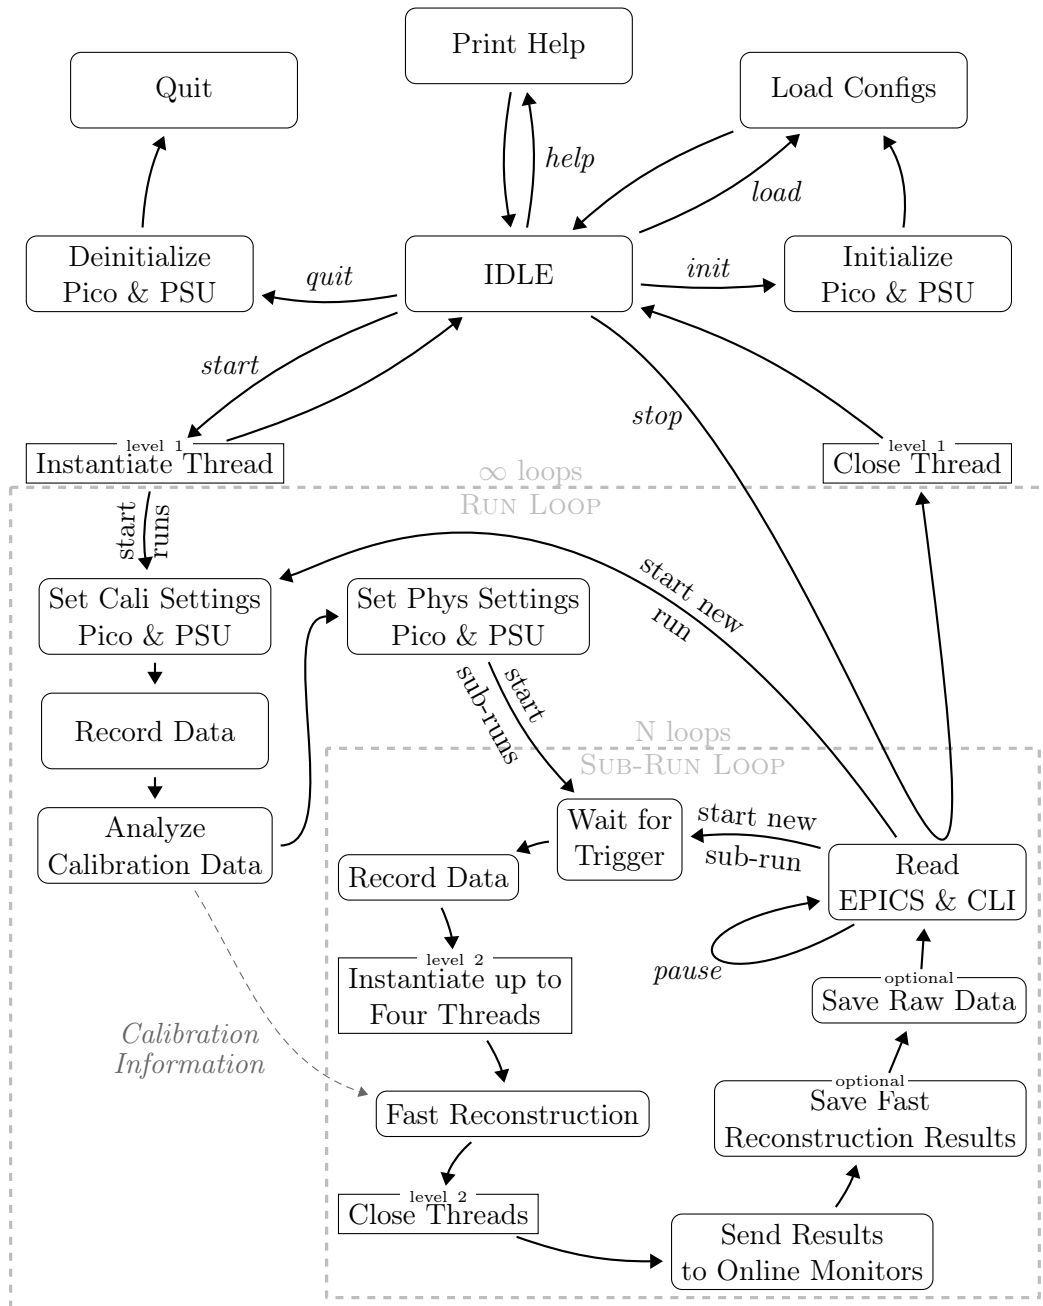 Print Help
Quit
Load Configs
help
load
Deinitialize
Pico & PSU
quit
IDLE
init
Initialize
Pico & PSU
start
stop
level 1
Instantiate Thread
level 1
Close Thread
∞ loops
RUN LOOP
start
runs
Set Cali Settings
Pico & PSU
Set Phys Settings
Pico & PSU
start new
run
start
sub-runs
Record Data
N loops
SUB-RUN LOOP
Analyze
Calibration Data
Wait for
Trigger
start new
sub-run
Read
EPICS & CLI
Record Data
pause
level 2
Instantiate up to
Four Threads
optional
Save Raw Data
Calibration
Information
Fast Reconstruction
optional
Save Fast
Reconstruction Results
level 2
Close Threads
Send Results
to Online Monitors